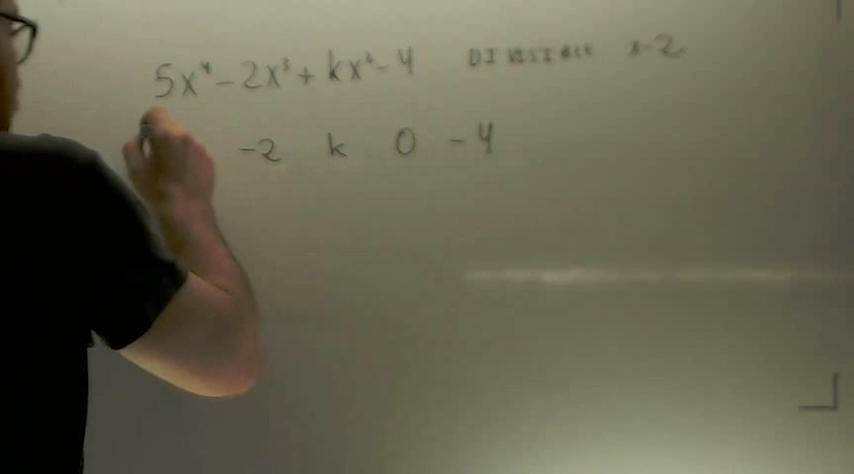 5x⁴ - 2x³ + kx² - 4 DIVISIBLE x-2
-2 k 0 -4